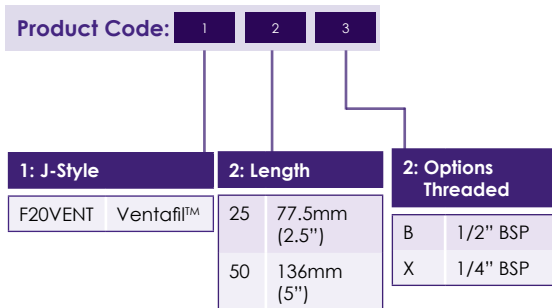 Product Code: 1 2 3
1: J-Style
F20VENT Ventafil™
2: Length
25 77.5mm
(2.5”)
50 136mm
(5”)
2: Options
Threaded
B 1/2” BSP
X 1/4” BSP